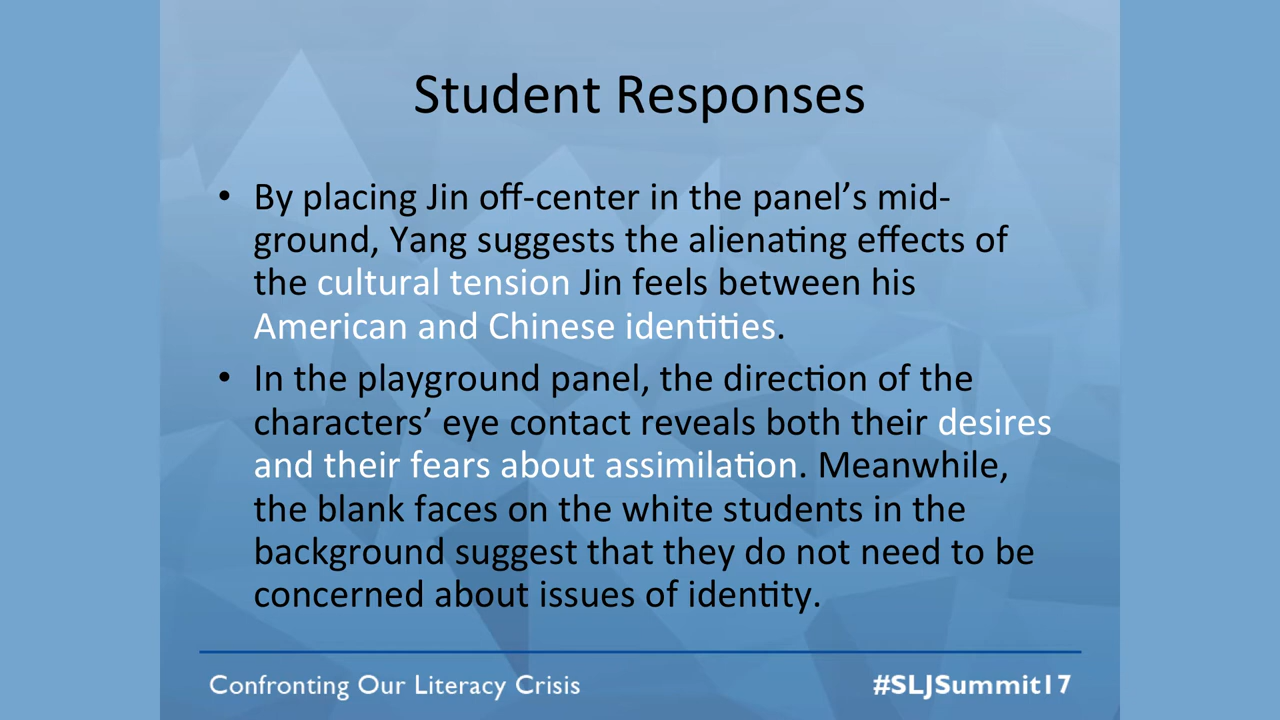 Student Responses
• By placing Jin off-center in the panel’s mid-
ground, Yang suggests the alienating effects of
the cultural tension Jin feels between his
American and Chinese identities.
• In the playground panel, the direction of the
characters’ eye contact reveals both their desires
and their fears about assimilation. Meanwhile,
the blank faces on the white students in the
background suggest that they do not need to be
concerned about issues of identity.
Confronting Our Literacy Crisis
#SLJSummit17